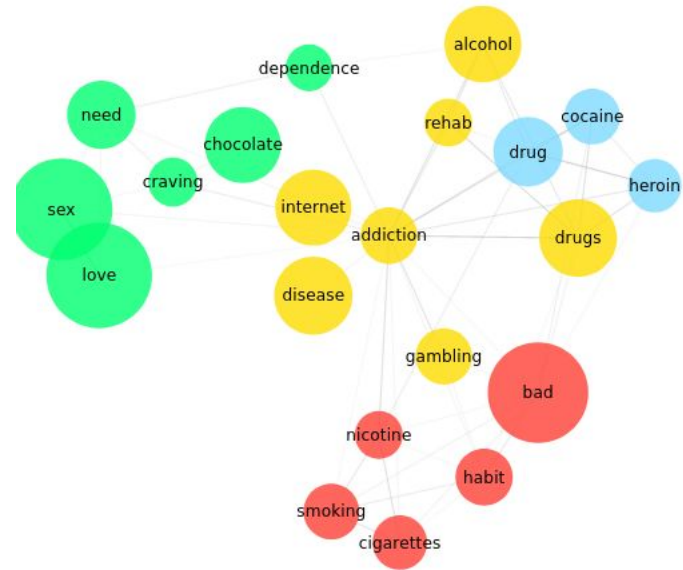 alcohol
dependence
need
rehab
cocaine
chocolate
drug
craving
heroin
sex
internet
addiction
drugs
love
disease
gambling
bad
nicotine
habit
smoking
cigarettes